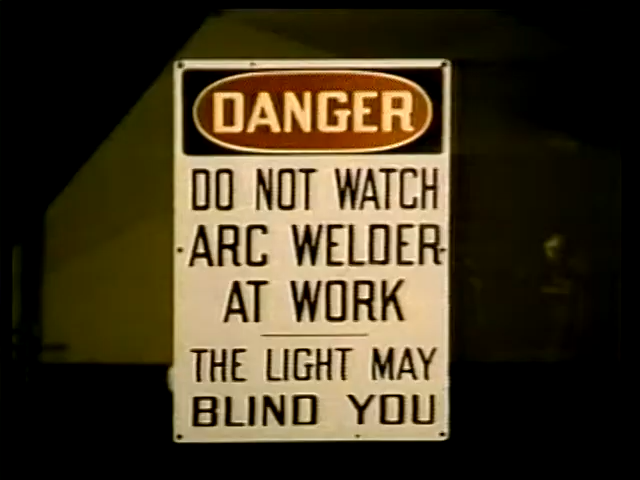 DANGER
DO NOT WATCH
ARC WELDER
AT WORK
THE LIGHT MAY
BLIND YOU